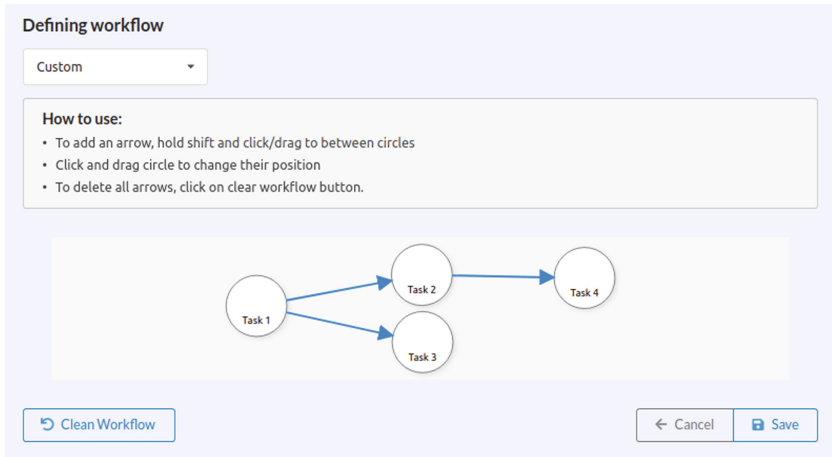 Defining workflow
Custom
How to use:
• To add an arrow, hold shift and click/drag to between circles
• Click and drag circle to change their position
• To delete all arrows, click on clear workflow button.
Task 1
Task 2
Task 3
Task 4
Clean Workflow
Cancel
Save